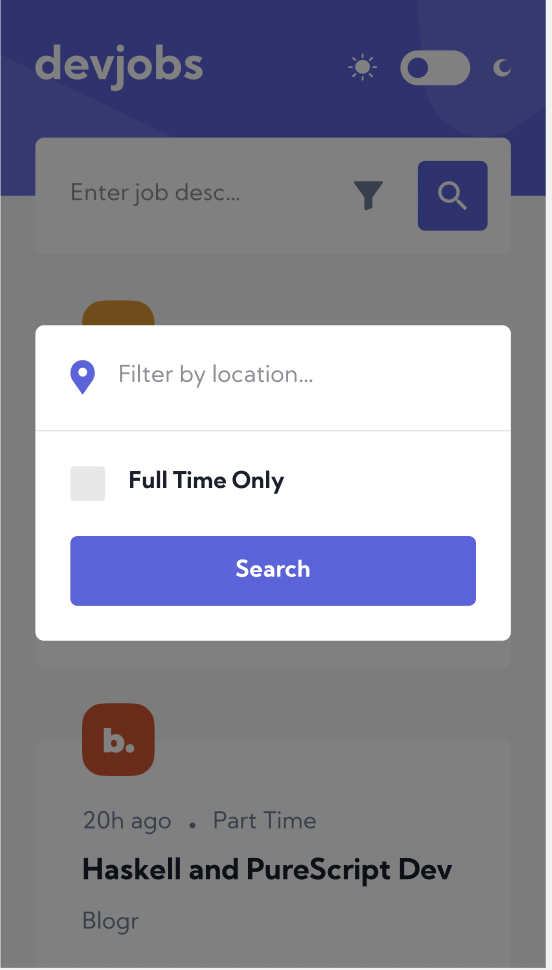 devjobs
Enter job desc...
Filter by location...
Full Time Only
Search
b.
20h ago . Part Time
Haskell and PureScript Dev
Blogr